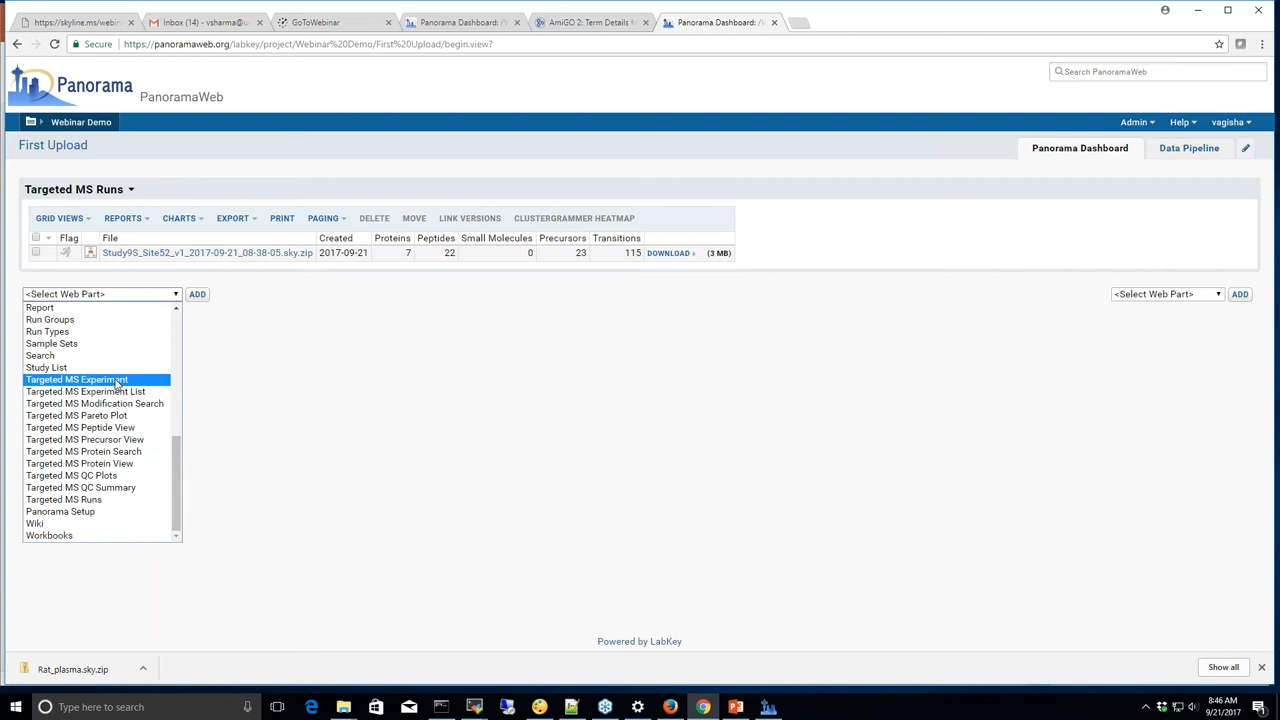 https://skyline.ms/webin
Inbox (14) - vsharma@u
GoToWebinar
Panorama Dashboard: /W
AmiGO 2: Term Details fo
Panorama Dashboard: /W
Secure
https://panoramaweb.org/labkey/project/Webinar%20Demo/First%20Upload/begin.view?
Panorama
PanoramaWeb
Search PanoramaWeb
Webinar Demo
Admin
Help
vagisha
First Upload
Panorama Dashboard
Data Pipeline
Targeted MS Runs
GRID VIEWS REPORTS CHARTS EXPORT PRINT PAGING DELETE MOVE LINK VERSIONS CLUSTERGRAMMER HEATMAP
Flag File Created Proteins Peptides Small Molecules Precursors Transitions
Study9S_Site52_v1_2017-09-21_08-38-05.sky.zip 2017-09-21 7 22 0 23 115 DOWNLOAD (3 MB)
<Select Web Part> ADD
<Select Web Part> ADD
Report
Run Groups
Run Types
Sample Sets
Search
Study List
Targeted MS Experiment
Targeted MS Experiment List
Targeted MS Modification Search
Targeted MS Pareto Plot
Targeted MS Peptide View
Targeted MS Precursor View
Targeted MS Protein Search
Targeted MS Protein View
Targeted MS QC Plots
Targeted MS QC Summary
Targeted MS Runs
Panorama Setup
Wiki
Workbooks
Powered by LabKey
Rat_plasma.sky.zip
Show all
Type here to search
8:46 AM
9/21/2017